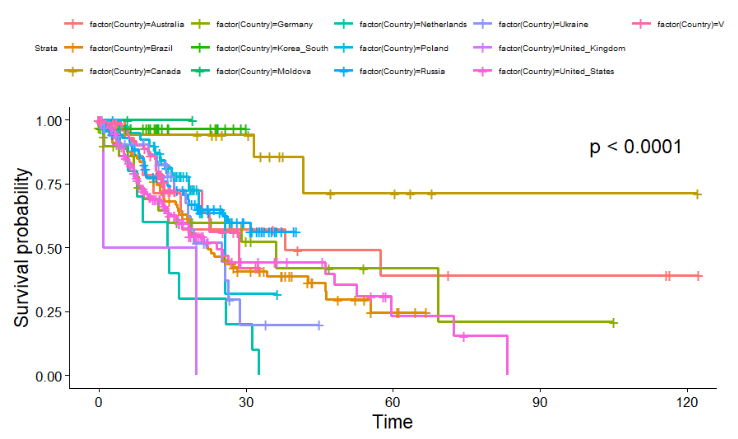 factor(Country)=Australia factor(Country)=Germany factor(Country)=Netherlands factor(Country)=Ukraine factor(Country)=V
Strata factor(Country)=Brazil factor(Country)=Korea_South factor(Country)=Poland factor(Country)=United_Kingdom
factor(Country)=Canada factor(Country)=Moldova factor(Country)=Russia factor(Country)=United_States
1.00
p < 0.0001
0.75
Survival probability
0.50
0.25
0.00
0 30 60 90 120
Time